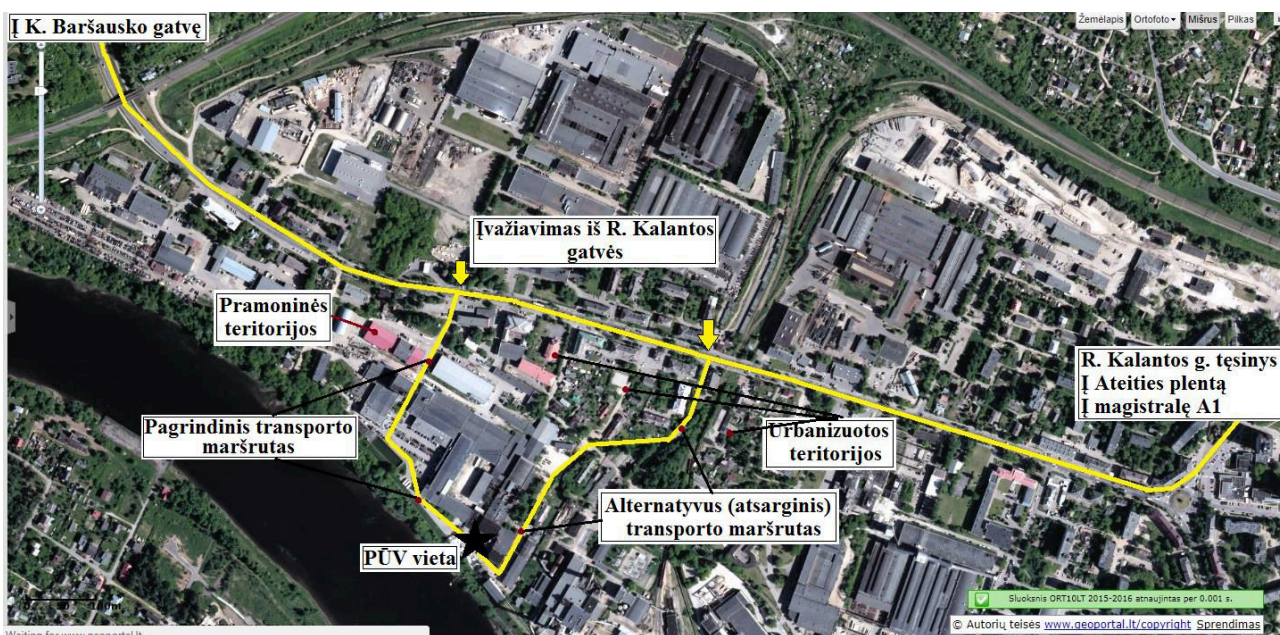 Į K. Baršausko gatvę
Žemėlapis
Ortofoto
Mišrus
Pilkas
Įvažiavimas iš R. Kalantos
gatvės
Pramoninės
teritorijos
R. Kalantos g. tęsinys
Į Ateities plentą
Į magistralę A1
Pagrindinis transporto
maršrutas
Urbanizuotos
teritorijos
Alternatyvus (atsarginis)
transporto maršrutas
PŪV vieta
Sluoksnis ORT10LT 2015-2016 atnaujintas per 0.001 s.
© Autorių teisės www.geoportal.lt/copyright Sprendimas
Waiting for www.geoportal.lt